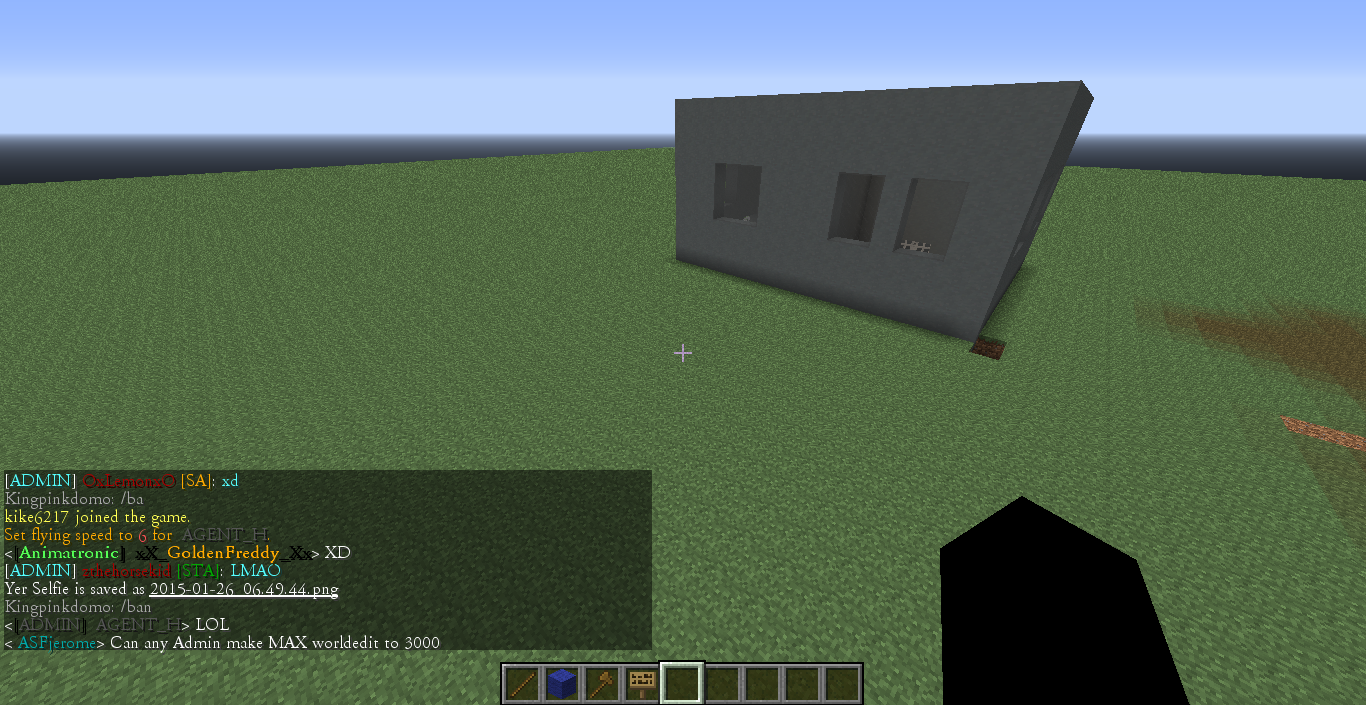 [ADMIN] OxLemonxO [SA]: xd
Kingpinkdomo: /ba
kike6217 joined the game.
Set flying speed to 6 for AGENT_H.
<[Animatronic] xX_GoldenFreddy_Xx> XD
[ADMIN] zthehorsekid [STA]: LMAO
Yer Selfie is saved as 2015-01-26_06.49.44.png
Kingpinkdomo: /ban
<[ADMIN] AGENT_H> LOL
< ASFjerome> Can any Admin make MAX worldedit to 3000